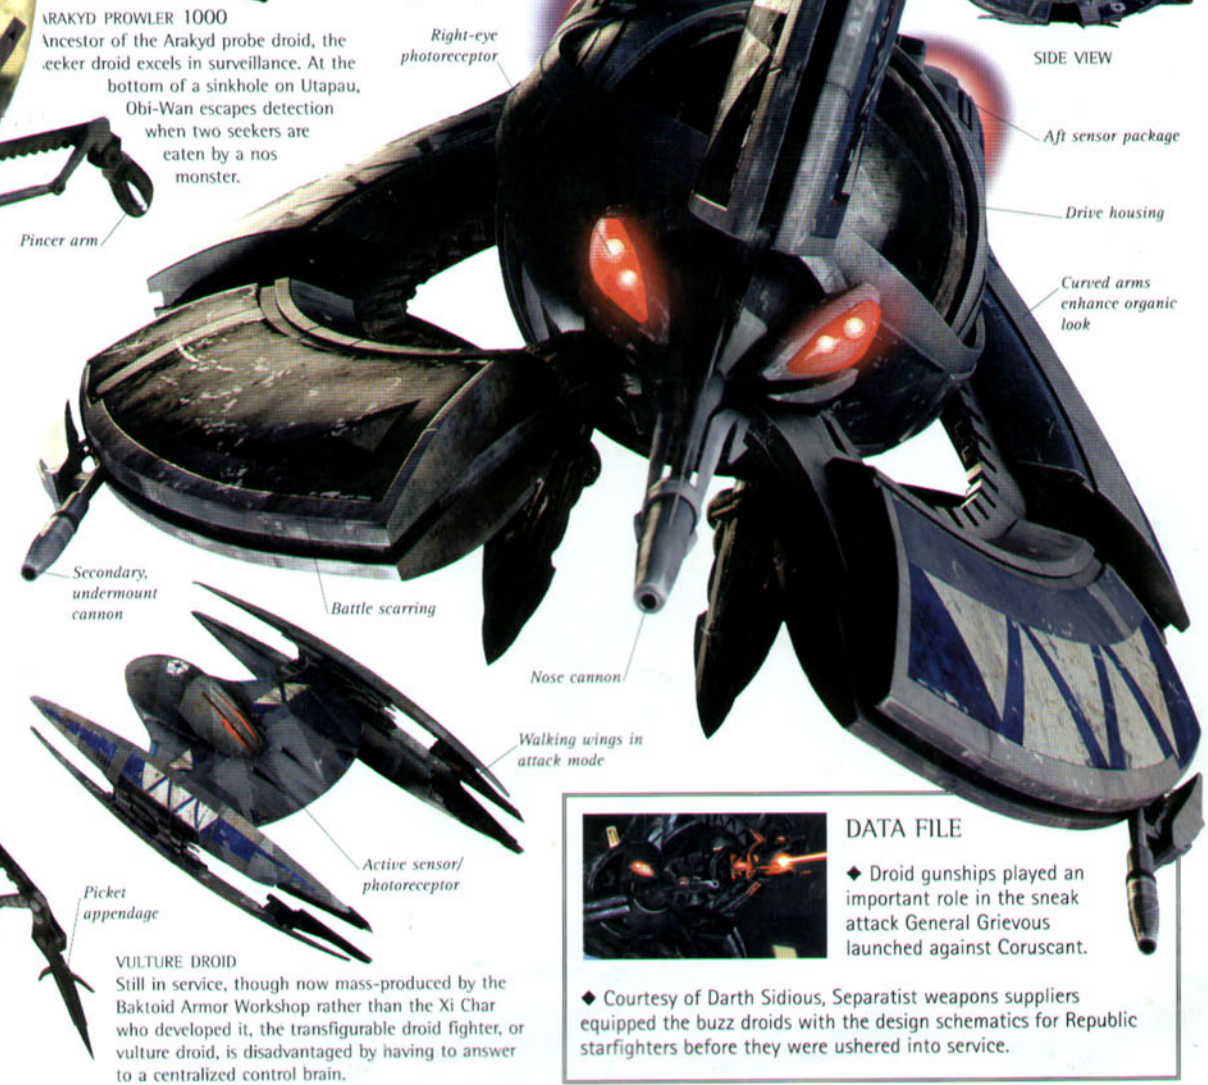 ARAKYD PROWLER 1000
Ancestor of the Arakyd probe droid, the
seeker droid excels in surveillance. At the
bottom of a sinkhole on Utapau,
Obi-Wan escapes detection
when two seekers are
eaten by a nos
monster.
Pincer arm
Right-eye
photoreceptor
SIDE VIEW
Aft sensor package
Drive housing
Curved arms
enhance organic
look
Secondary,
undermount
cannon
Battle scarring
Nose cannon
Walking wings in
attack mode
Active sensor/
photoreceptor
Picket
appendage
VULTURE DROID
Still in service, though now mass-produced by the
Baktoid Armor Workshop rather than the Xi Char
who developed it, the transfigurable droid fighter, or
vulture droid, is disadvantaged by having to answer
to a centralized control brain.
DATA FILE
◆ Droid gunships played an
important role in the sneak
attack General Grievous
launched against Coruscant.
◆ Courtesy of Darth Sidious, Separatist weapons suppliers
equipped the buzz droids with the design schematics for Republic
starfighters before they were ushered into service.